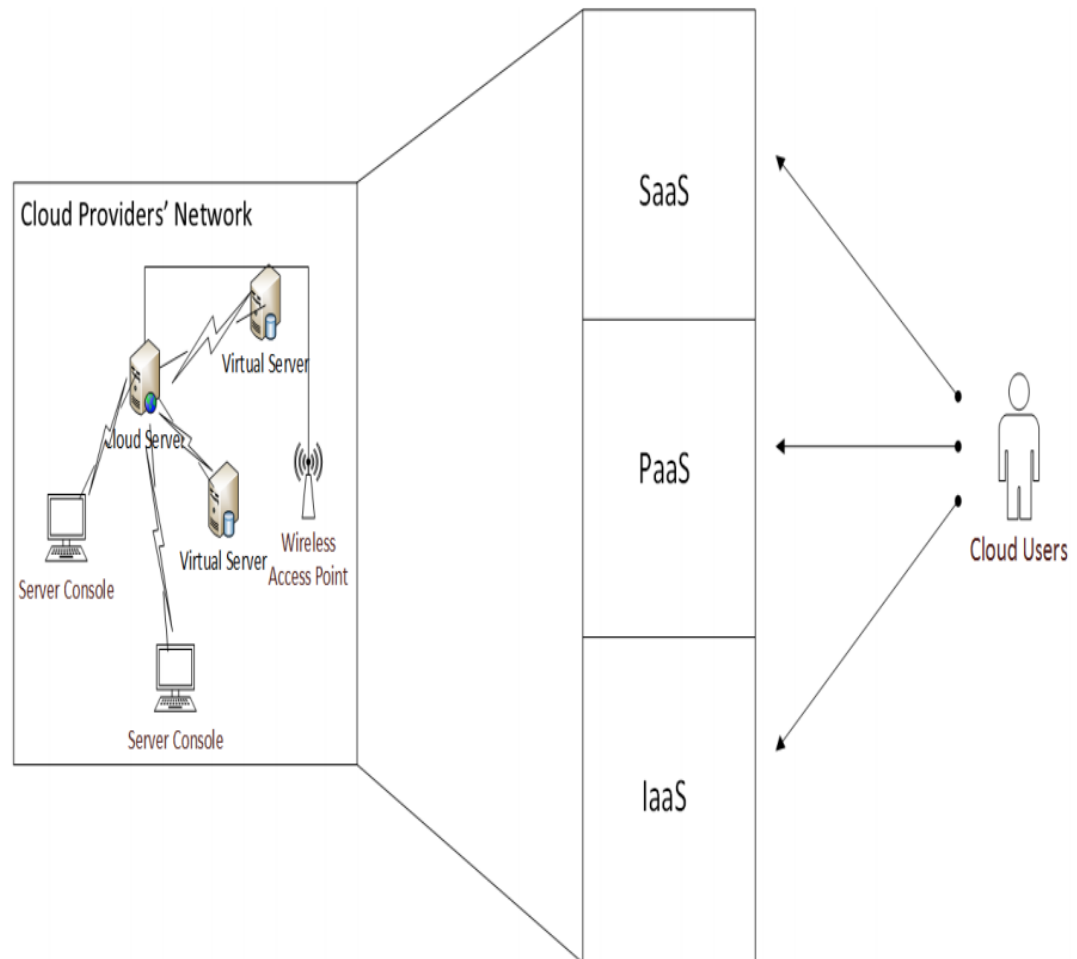 Cloud Providers' Network
Virtual Server
Cloud Server
Virtual Server
Wireless
Access Point
Server Console
Server Console
SaaS
PaaS
IaaS
Cloud Users